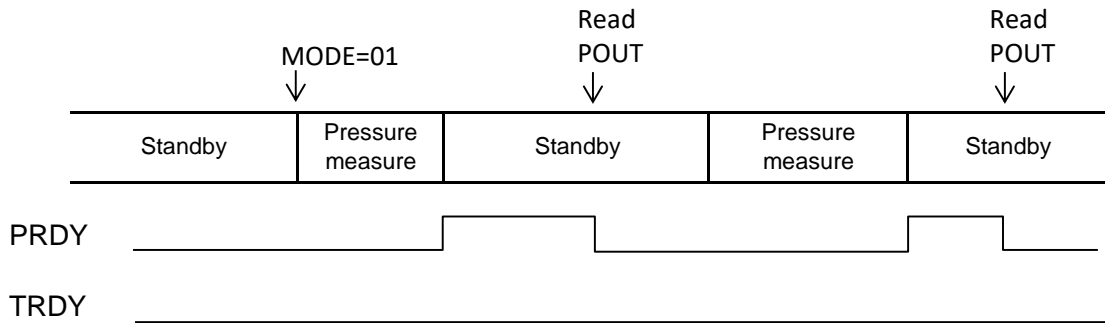 Read
POUT
Read
POUT
MODE=01
Standby
Pressure
measure
Standby
Pressure
measure
Standby
PRDY
TRDY